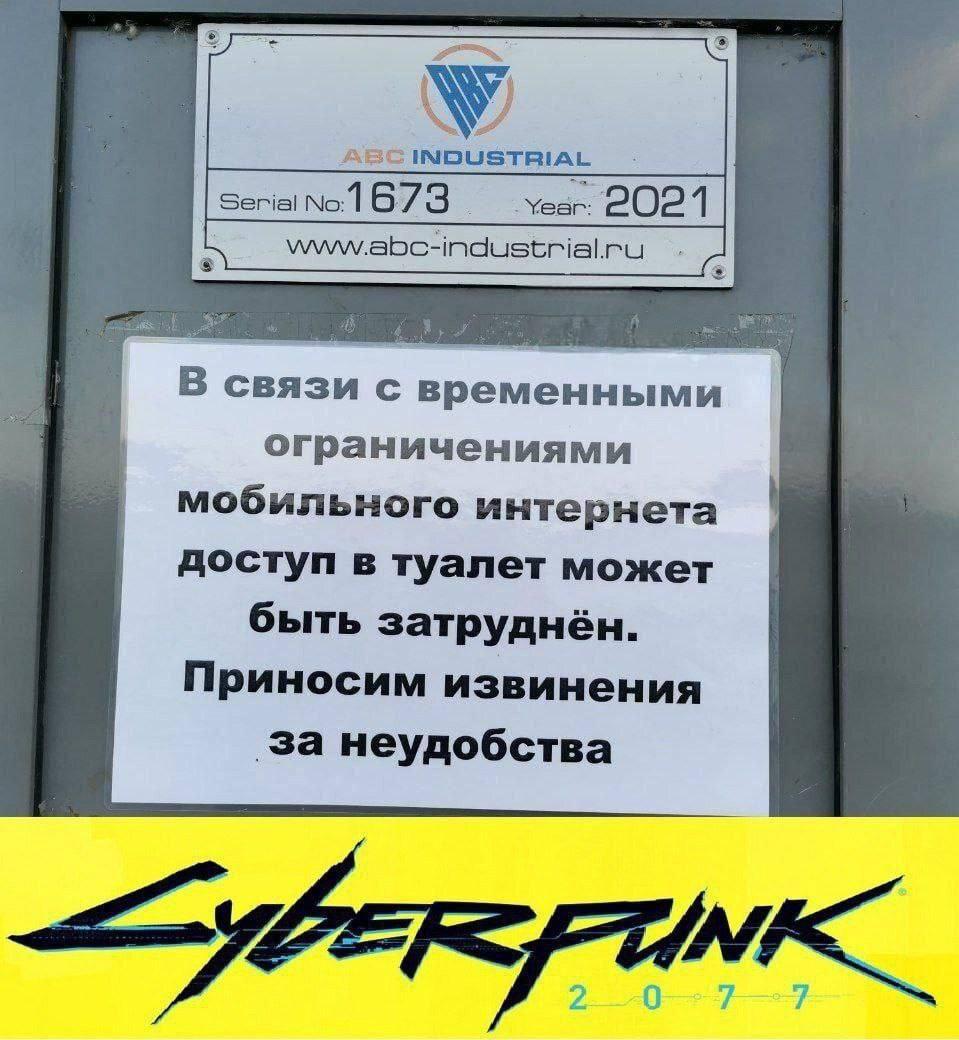 ABC
ABC INDUSTRIAL
Serial No: 1673 Year: 2021
www.abc-industrial.ru
В связи с временными
ограничениями
мобильного интернета
доступ в туалет может
быть затруднён.
Приносим извинения
за неудобства
CYBERPUNK
2077